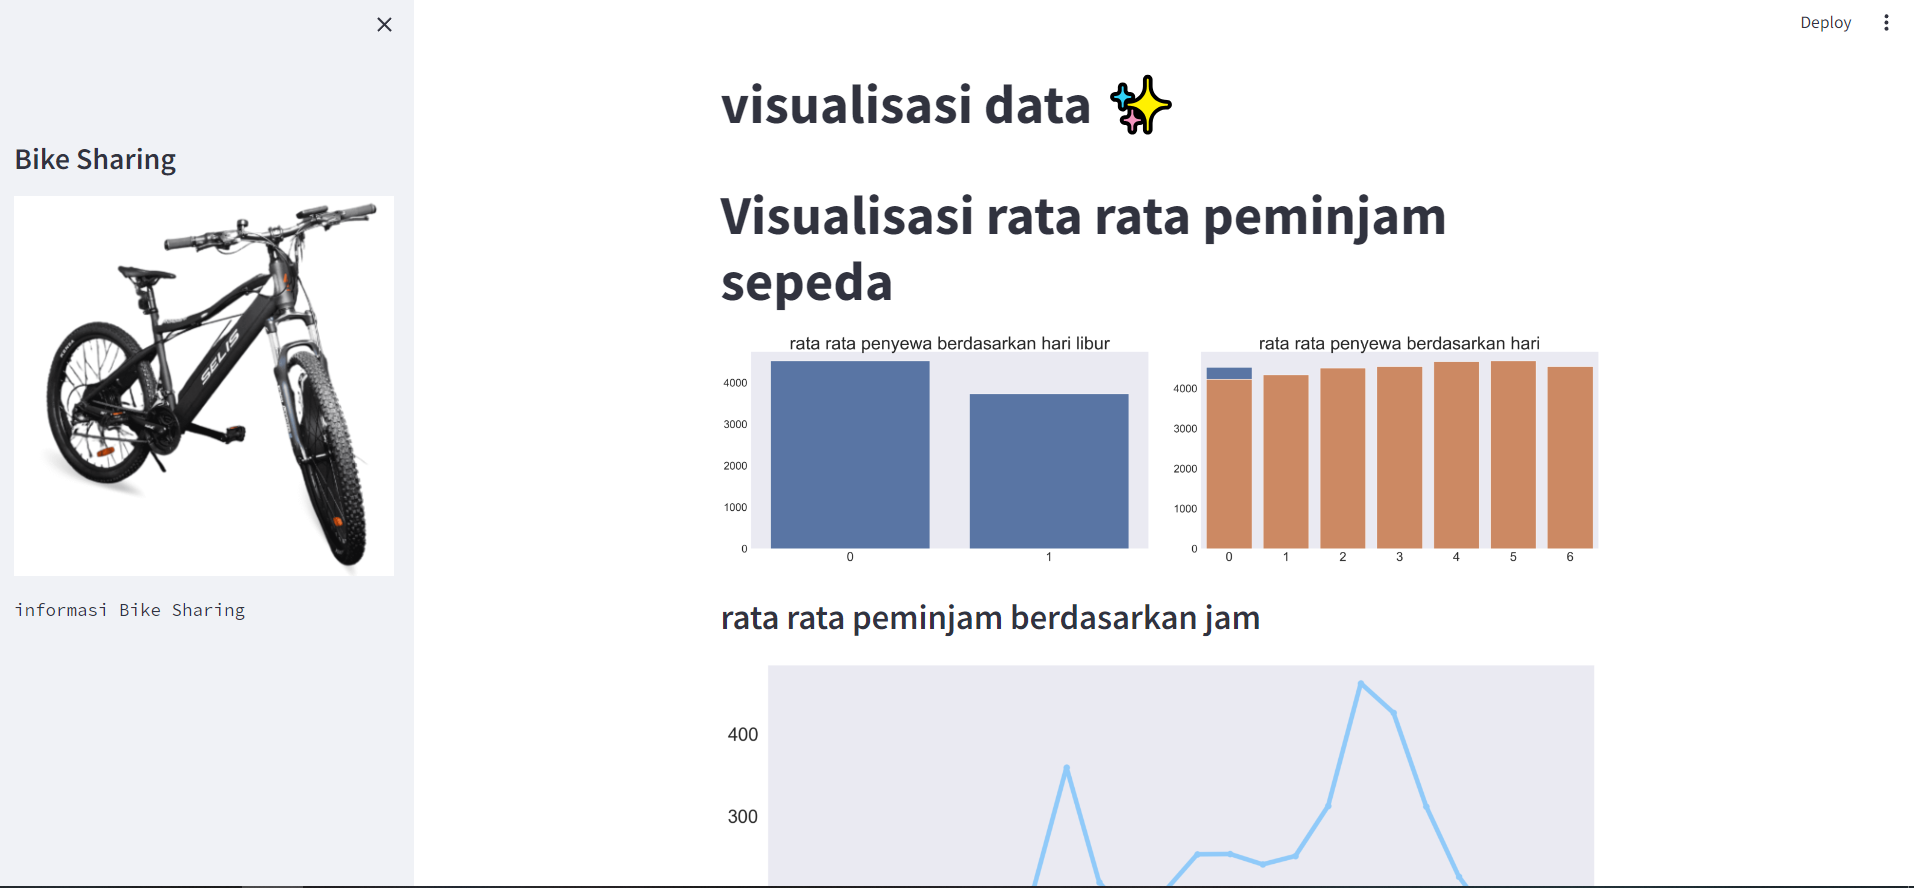 Deploy
Bike Sharing
SELIS
informasi Bike Sharing
visualisasi data
Visualisasi rata rata peminjam
sepeda
rata rata penyewa berdasarkan hari libur
4000
3000
2000
1000
0
0 1
rata rata penyewa berdasarkan hari
4000
3000
2000
1000
0
0 1 2 3 4 5 6
rata rata peminjam berdasarkan jam
400
300